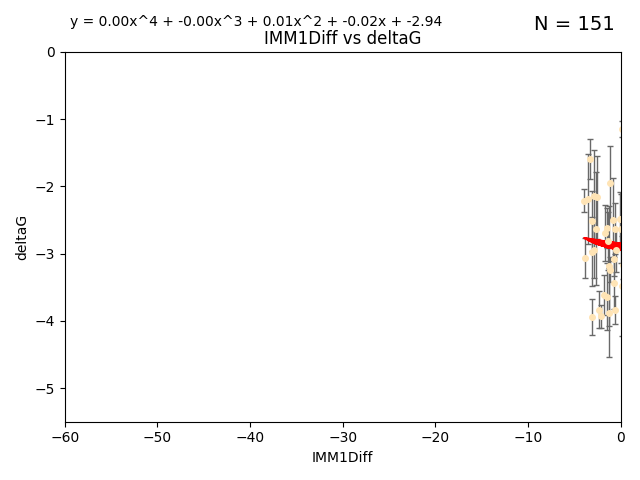 y = 0.00x^4 + -0.00x^3 + 0.01x^2 + -0.02x + -2.94
N = 151
IMM1Diff vs deltaG
0
−1
−2
−3
−4
−5
deltaG
−60 −50 −40 −30 −20 −10 0
IMM1Diff